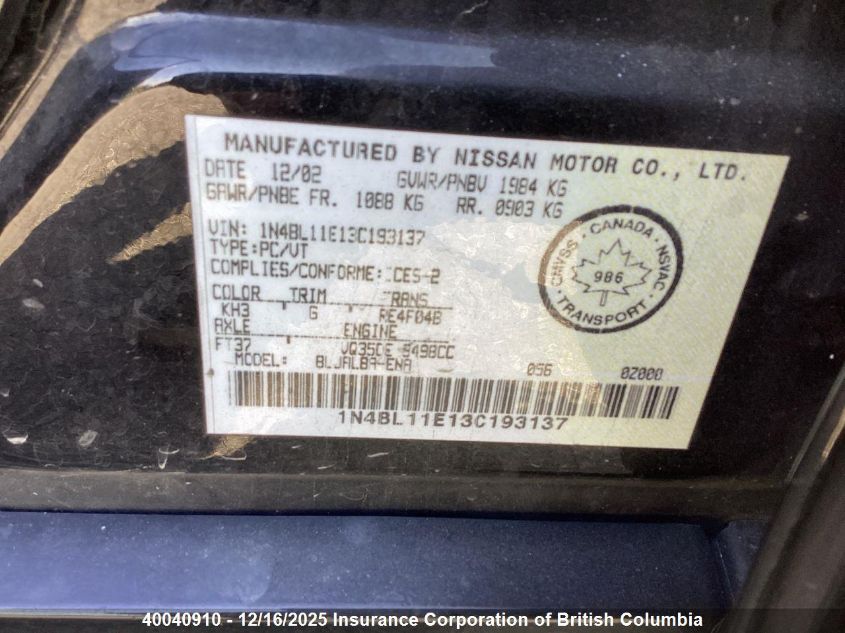 MANUFACTURED BY NISSAN MOTOR CO., LTD.
DATE 12/02 GVWR/PNBV 1984 KG
GAWR/PNBE FR. 1088 KG RR. 0903 KG
VIN: 1N4BL11E13C193137
TYPE:PC/VT
COMPLIES/CONFORME: CES-2
COLOR TRIM TRANS
KH3 G RE4F04B
AXLE ENGINE
FT37 VQ35DE 3498CC
MODEL: 056 02000
1N4BL11E13C193137
CANADA
CMVSS NSVAC
986
TRANSPORT
40040910 - 12/16/2025 Insurance Corporation of British Columbia